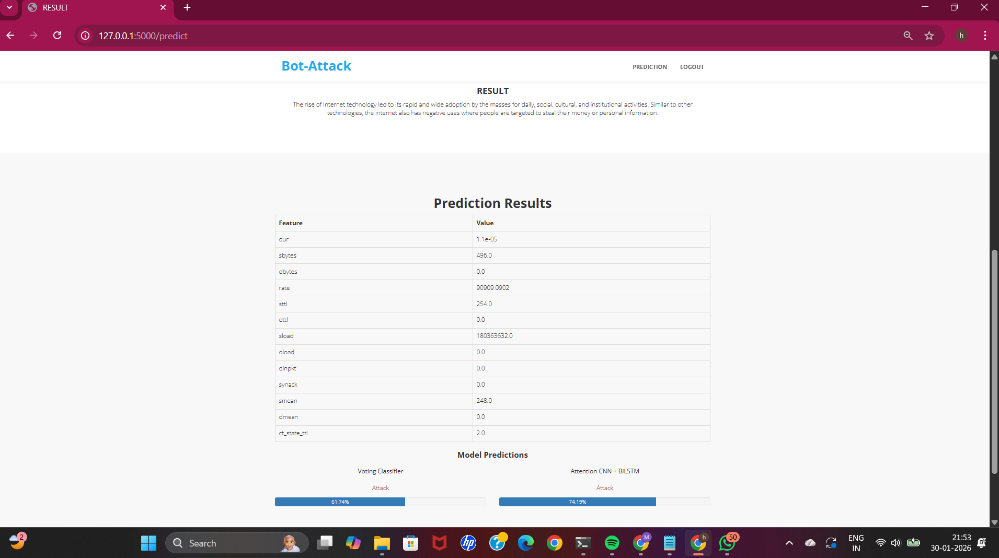 RESULT
127.0.0.1:5000/predict
h
Bot-Attack
PREDICTION
LOGOUT
RESULT
The rise of Internet technology led to its rapid and wide adoption by the masses for daily, social, cultural, and institutional activities. Similar to other
technologies, the internet also has negative uses where people are targeted to steal their money or personal information.
Prediction Results
Feature Value
dur 1.1e-05
sbytes 496.0
dbytes 0.0
rate 90909.0902
sttl 254.0
dttl 0.0
sload 180363632.0
dload 0.0
dinpkt 0.0
synack 0.0
smean 248.0
dmean 0.0
ct_state_ttl 2.0
Model Predictions
Voting Classifier
Attack
61.74%
Attention CNN + BiLSTM
Attack
74.19%
2
Search
hp
?
M
h
50
ENG
IN
21:53
30-01-2026